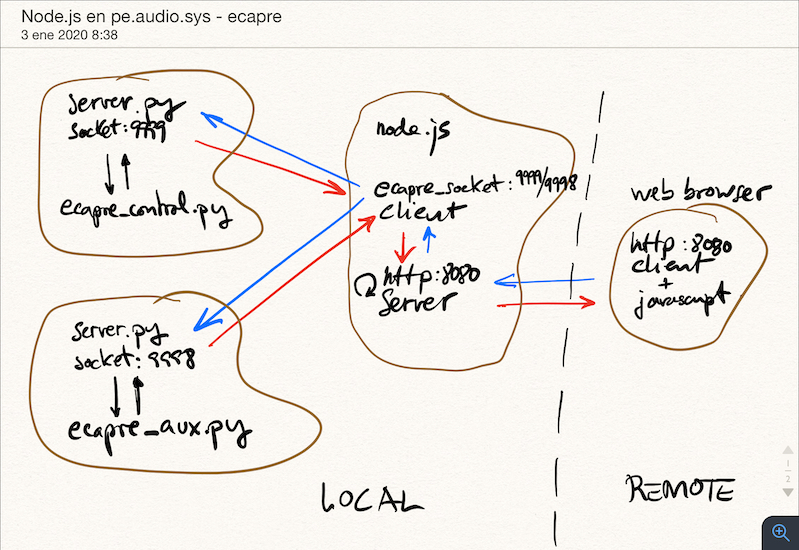 Node.js en pe.audio.sys - ecapre
3 ene 2020 8:38
server.py
socket:9999
ecapre_control.py
server.py
socket:9998
ecapre_aux.py
node.js
ecapre_socket:9999/9998
client
http:8080
server
web browser
http:8080
client
+
javascript
LOCAL
REMOTE
1
2